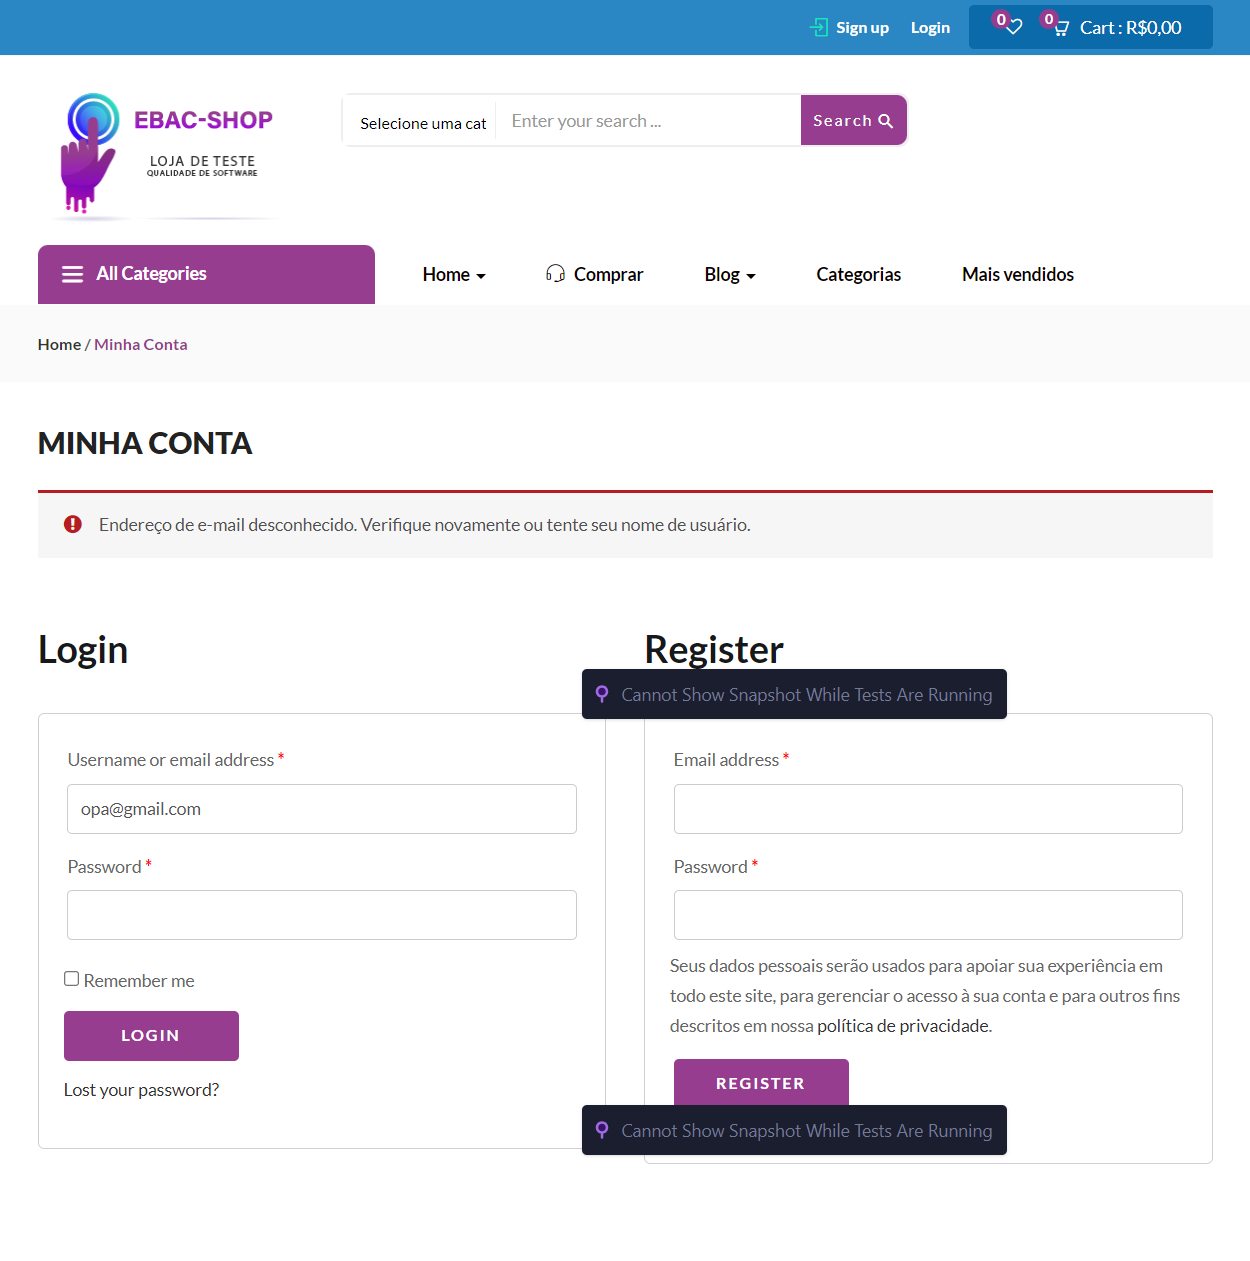 Sign up
Login
0
0
Cart : R$0,00
EBAC-SHOP
LOJA DE TESTE
QUALIDADE DE SOFTWARE
Selecione uma cat
Enter your search ...
Search
All Categories
Home
Comprar
Blog
Categorias
Mais vendidos
Home / Minha Conta
MINHA CONTA
Endereço de e-mail desconhecido. Verifique novamente ou tente seu nome de usuário.
Login
Username or email address *
opa@gmail.com
Password *
Remember me
LOGIN
Lost your password?
Register
Cannot Show Snapshot While Tests Are Running
Email address *
Password *
Seus dados pessoais serão usados para apoiar sua experiência em
todo este site, para gerenciar o acesso à sua conta e para outros fins
descritos em nossa política de privacidade.
REGISTER
Cannot Show Snapshot While Tests Are Running